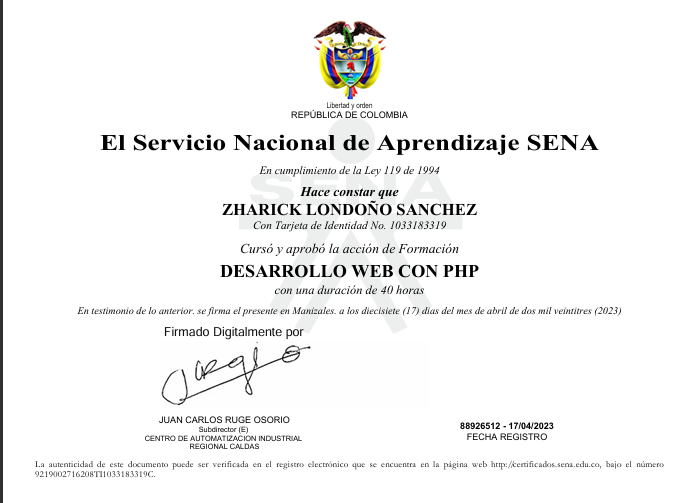 Libertad y orden
REPÚBLICA DE COLOMBIA
El Servicio Nacional de Aprendizaje SENA
En cumplimiento de la Ley 119 de 1994
SENA
Hace constar que
ZHARICK LONDOÑO SANCHEZ
Con Tarjeta de Identidad No. 1033183319
Cursó y aprobó la acción de Formación
DESARROLLO WEB CON PHP
con una duración de 40 horas
En testimonio de lo anterior. se firma el presente en Manizales. a los diecisiete (17) días del mes de abril de dos mil veintitres (2023)
Firmado Digitalmente por
JUAN CARLOS RUGE OSORIO
Subdirector (E)
CENTRO DE AUTOMATIZACION INDUSTRIAL
REGIONAL CALDAS
88926512 - 17/04/2023
FECHA REGISTRO
La autenticidad de este documento puede ser verificada en el registro electrónico que se encuentra en la página web http://certificados.sena.edu.co, bajo el número
9219002716208TI1033183319C.